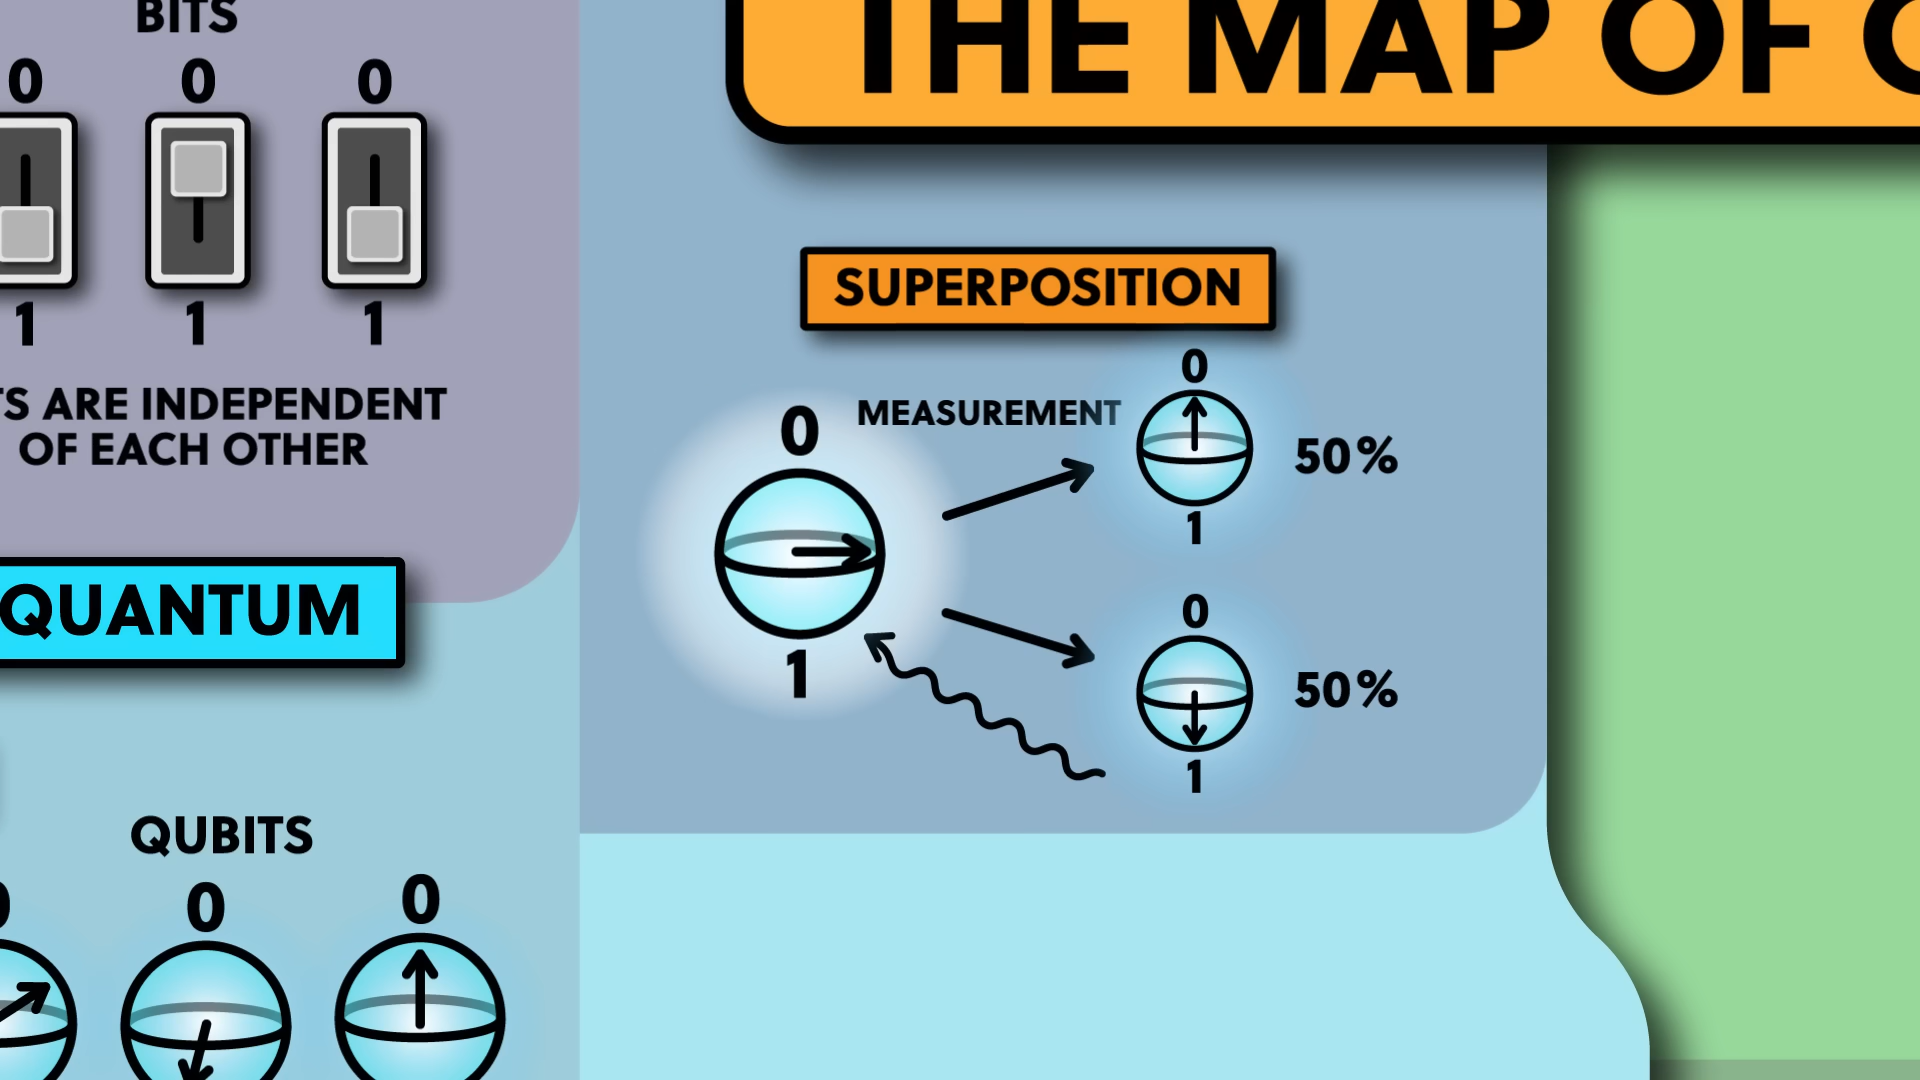 BITS
0 0 0
1 1 1
TS ARE INDEPENDENT
OF EACH OTHER
QUANTUM
QUBITS
0 0
THE MAP OF
SUPERPOSITION
MEASUREMENT
0
1
0
50%
1
0
50%
1